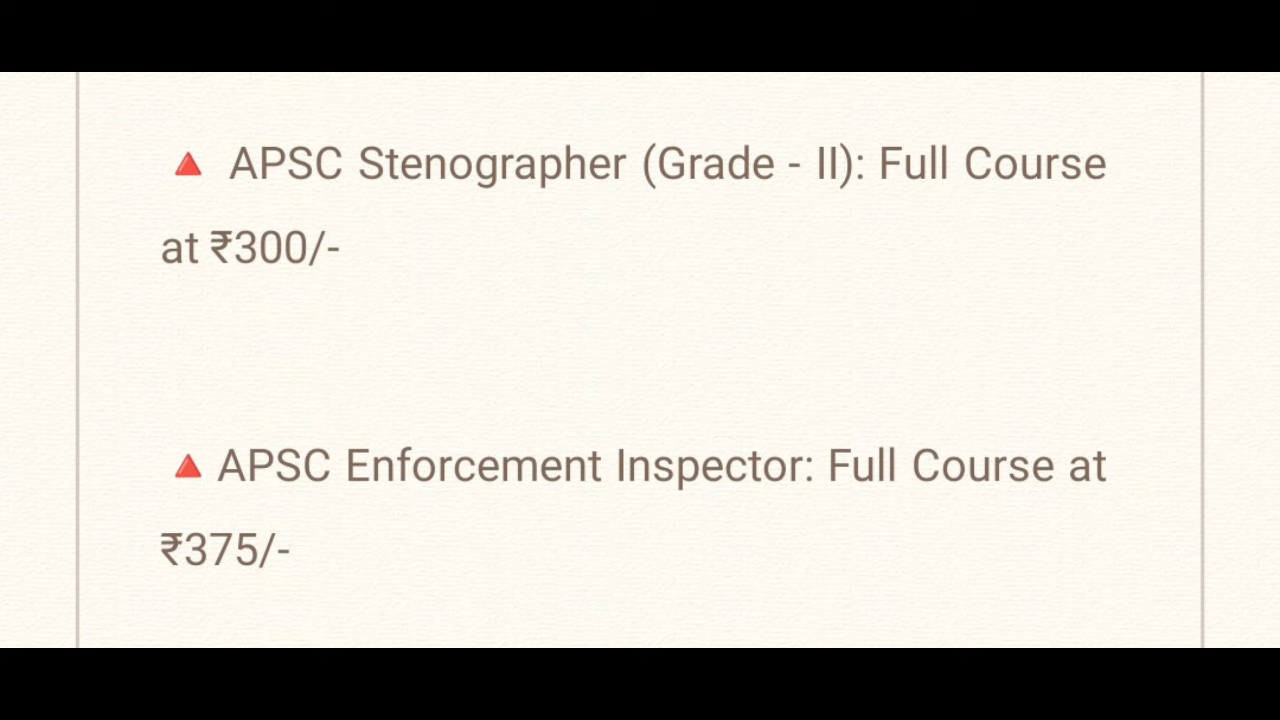 🔺 APSC Stenographer (Grade - II): Full Course
at ₹300/-
🔺APSC Enforcement Inspector: Full Course at
₹375/-